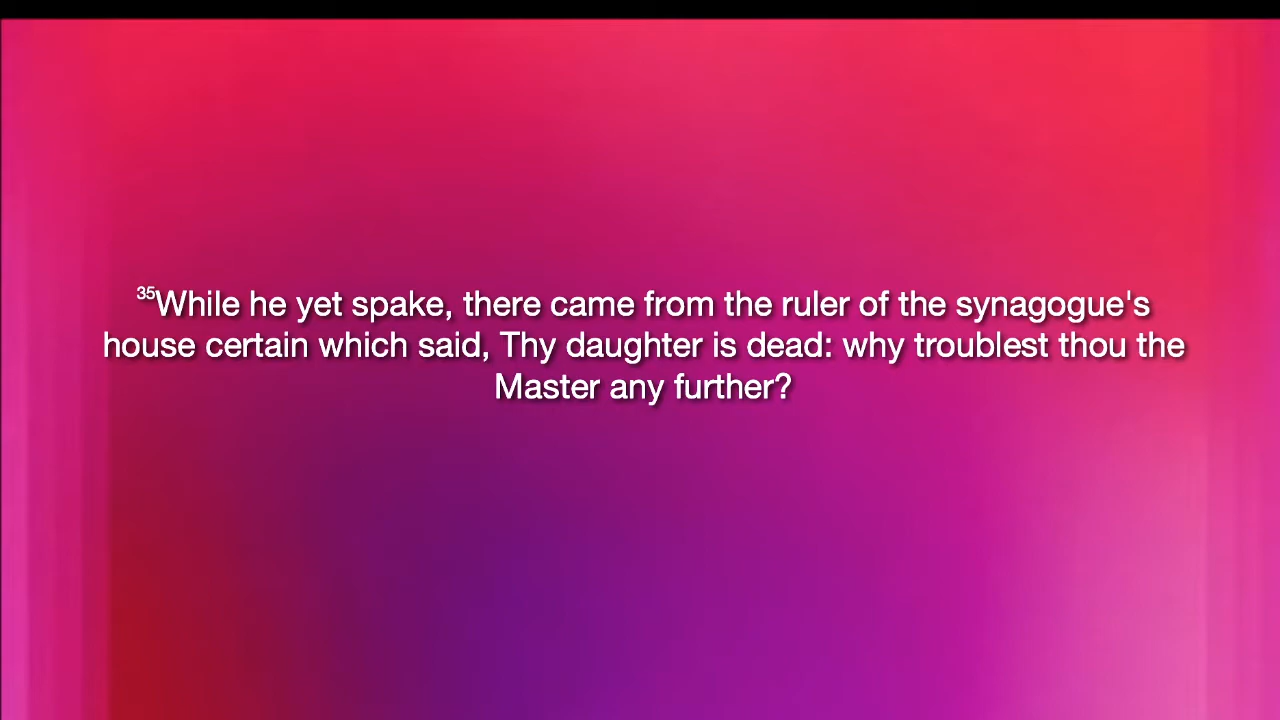 35While he yet spake, there came from the ruler of the synagogue's
house certain which said, Thy daughter is dead: why troublest thou the
Master any further?